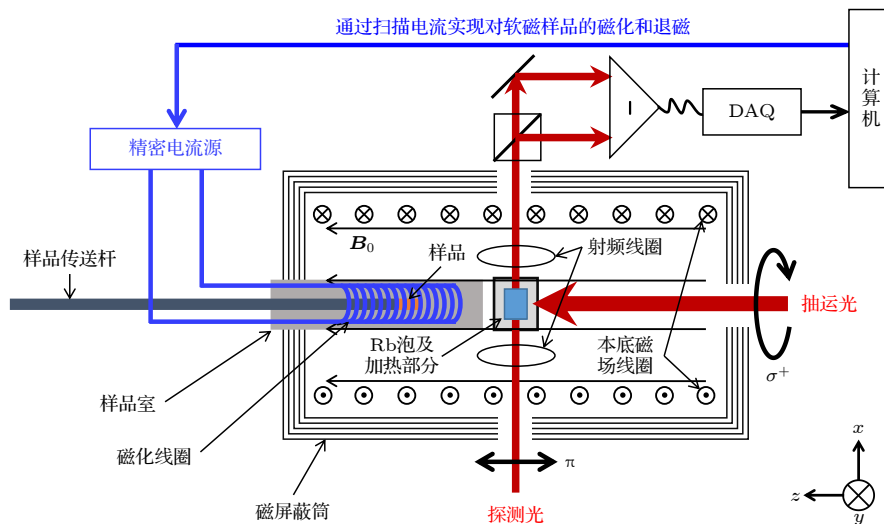 通过扫描电流实现对软磁样品的磁化和退磁
计
算
机
精密电流源
DAQ
B0
样品
射频线圈
样品传送杆
抽运光
Rb泡及
加热部分
本底磁
场线圈
σ+
样品室
磁化线圈
磁屏蔽筒
π
探测光
x
z
y